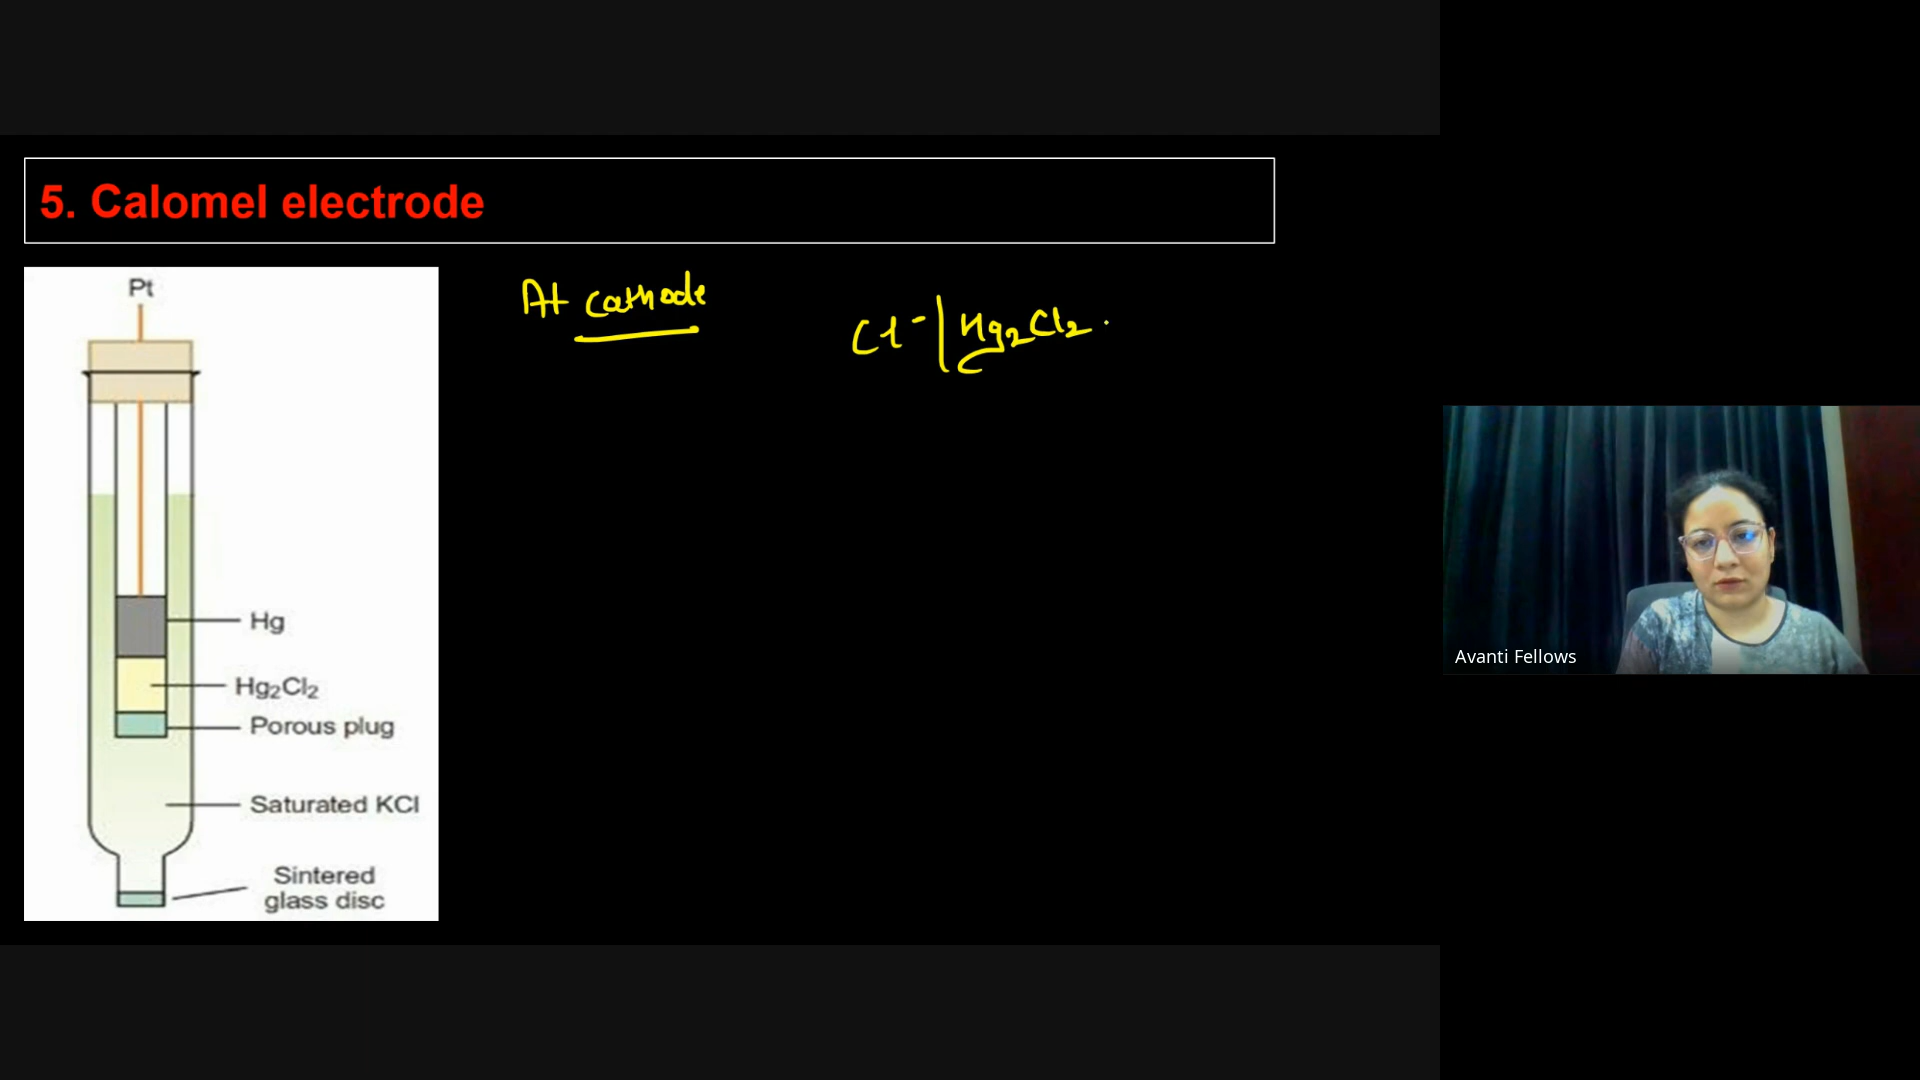 5. Calomel electrode
Pt
At cathode
Cl⁻|Hg₂Cl₂.
Hg
Hg₂Cl₂
Porous plug
Saturated KCl
Sintered
glass disc
Avanti Fellows